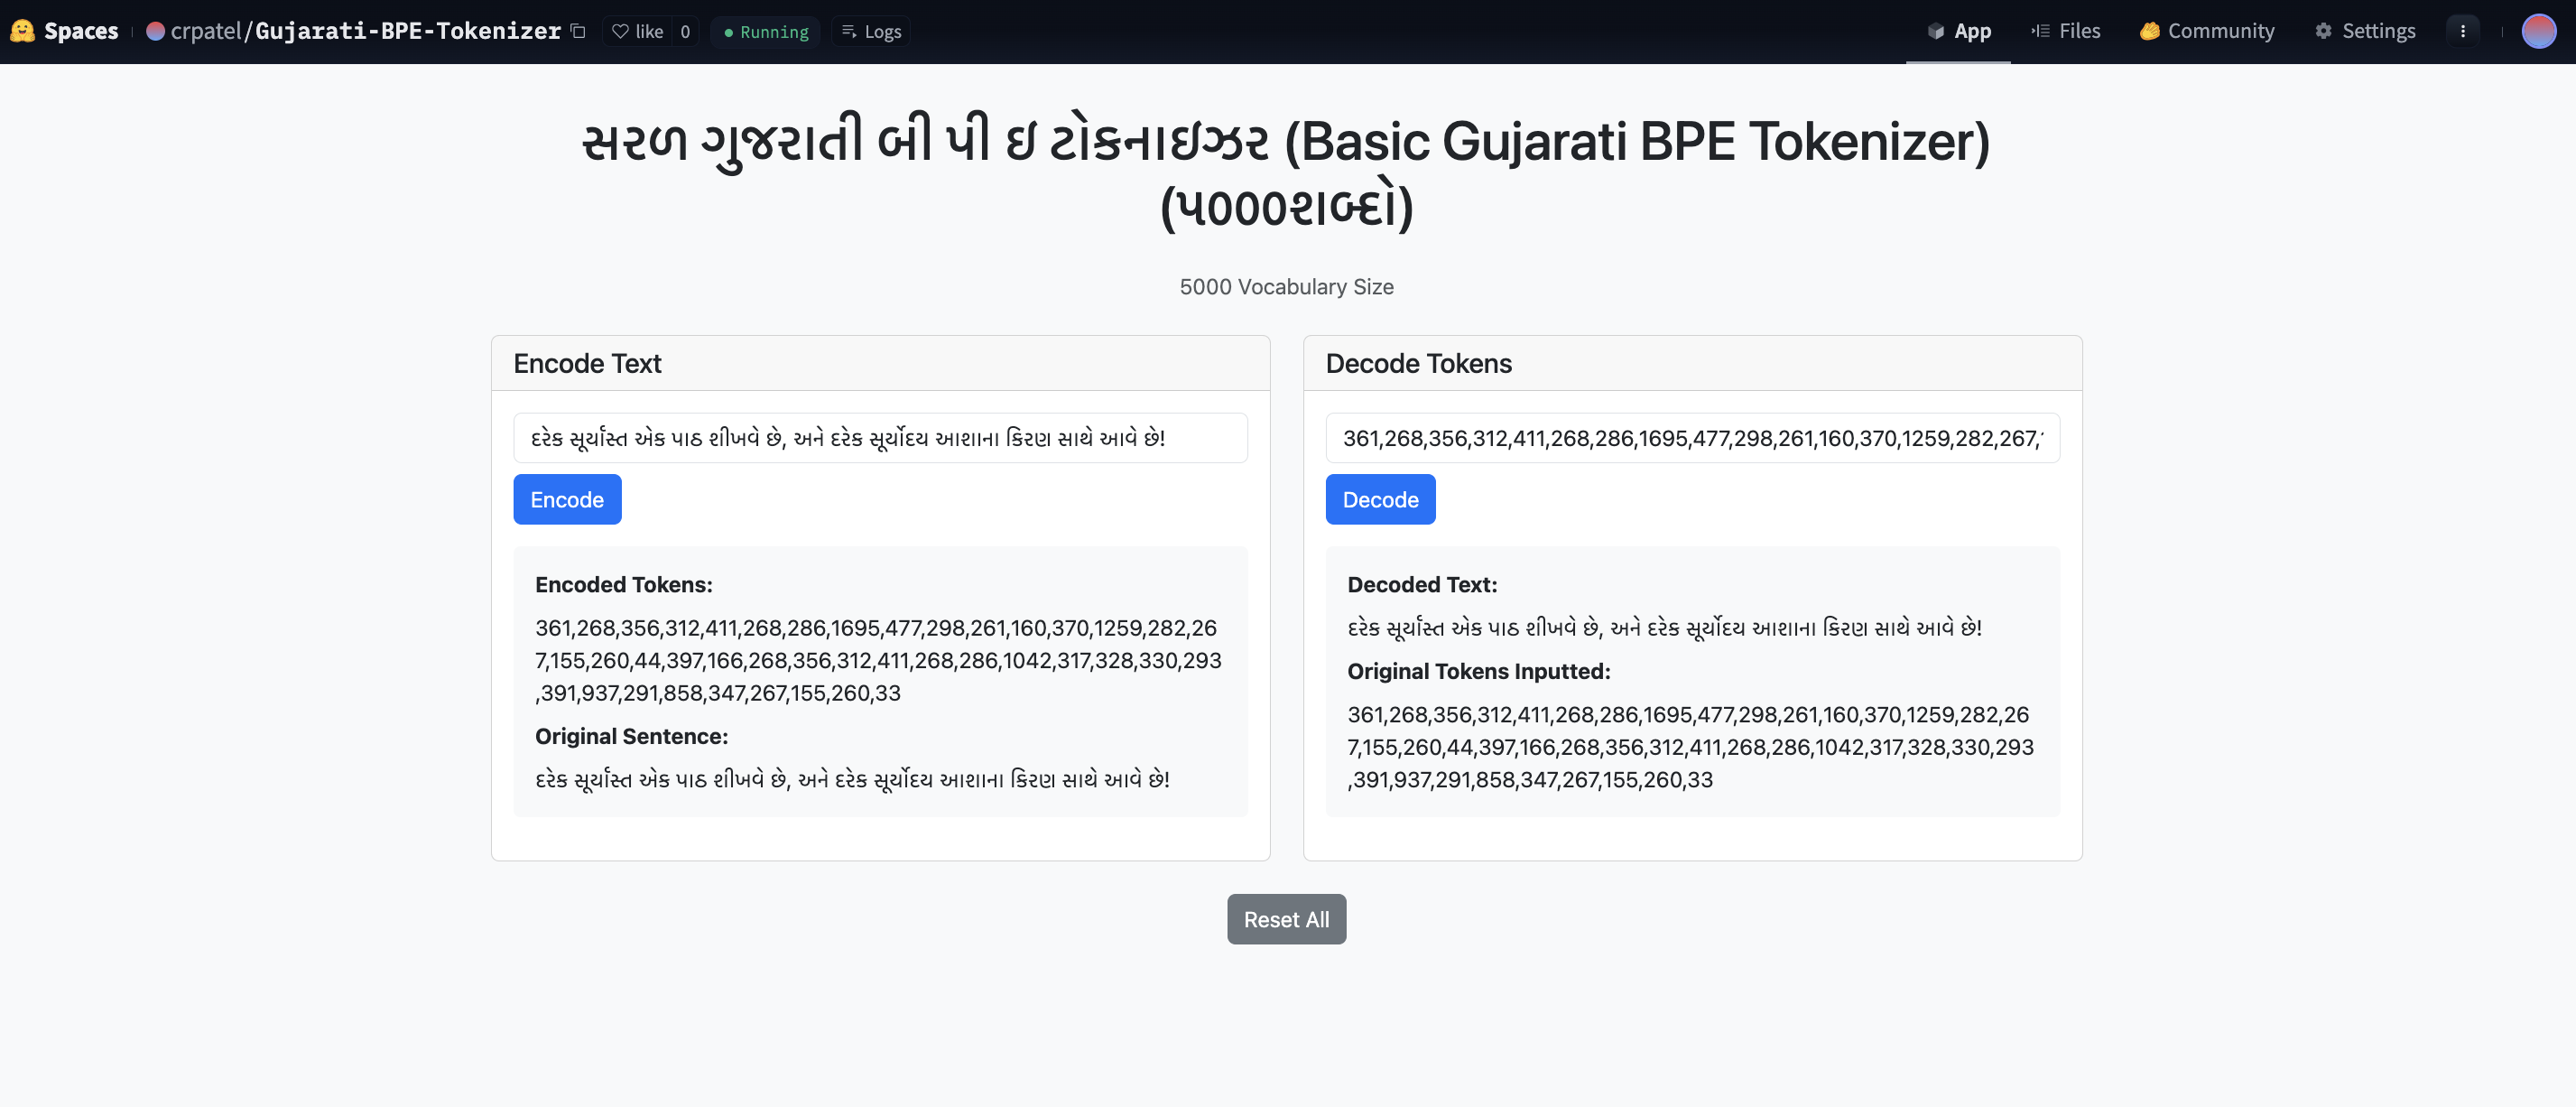 Spaces
crpatel/Gujarati-BPE-Tokenizer
like 0
Running
Logs
App
Files
Community
Settings
સરળ ગુજરાતી બી પી ઇ ટોકનાઇઝર (Basic Gujarati BPE Tokenizer)
(૫૦૦૦શબ્દો)
5000 Vocabulary Size
Encode Text
દરેક સૂર્યાસ્ત એક પાઠ શીખવે છે, અને દરેક સૂર્યોદય આશાના કિરણ સાથે આવે છે!
Encode
Encoded Tokens:
361,268,356,312,411,268,286,1695,477,298,261,160,370,1259,282,26
7,155,260,44,397,166,268,356,312,411,268,286,1042,317,328,330,293
,391,937,291,858,347,267,155,260,33
Original Sentence:
દરેક સૂર્યાસ્ત એક પાઠ શીખવે છે, અને દરેક સૂર્યોદય આશાના કિરણ સાથે આવે છે!
Decode Tokens
361,268,356,312,411,268,286,1695,477,298,261,160,370,1259,282,267,
Decode
Decoded Text:
દરેક સૂર્યાસ્ત એક પાઠ શીખવે છે, અને દરેક સૂર્યોદય આશાના કિરણ સાથે આવે છે!
Original Tokens Inputted:
361,268,356,312,411,268,286,1695,477,298,261,160,370,1259,282,26
7,155,260,44,397,166,268,356,312,411,268,286,1042,317,328,330,293
,391,937,291,858,347,267,155,260,33
Reset All